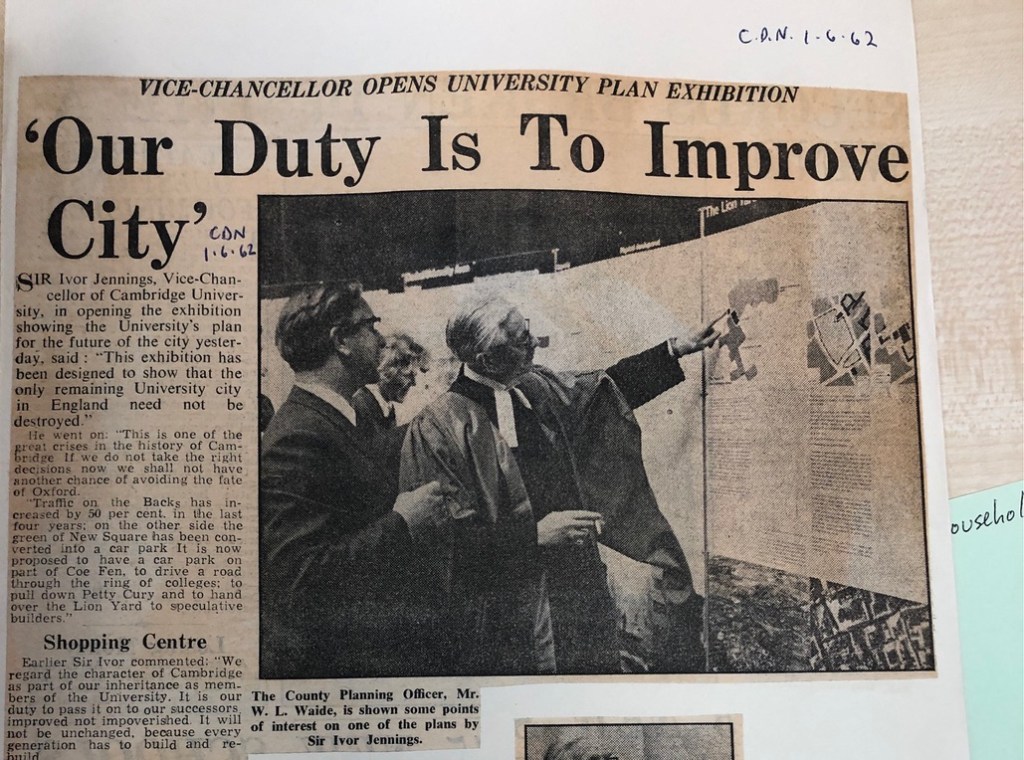 C.D.N. 1-6-62
VICE-CHANCELLOR OPENS UNIVERSITY PLAN EXHIBITION
‘Our Duty Is To Improve
City’
CDN
1-6-62
SIR Ivor Jennings, Vice-Chan-
cellor of Cambridge Univer-
sity, in opening the exhibition
showing the University's plan
for the future of the city yester-
day, said : "This exhibition has
been designed to show that the
only remaining University city
in England need not be
destroyed."
He went on: "This is one of the
great crises in the history of Cam-
bridge. If we do not take the right
decisions now we shall not have
another chance of avoiding the fate
of Oxford.
"Traffic on the Backs has in-
creased by 50 per cent. in the last
four years; on the other side the
green of New Square has been con-
verted into a car park It is now
proposed to have a car park on
part of Coe Fen, to drive a road
through the ring of colleges; to
pull down Petty Cury and to hand
over the Lion Yard to speculative
builders."
Shopping Centre
Earlier Sir Ivor commented: "We
regard the character of Cambridge
as part of our inheritance as mem-
bers of the University. It is our
duty to pass it on to our successors
improved not impoverished. It will
not be unchanged, because every
generation has to build and re-
build.
The Lion
The County Planning Officer, Mr.
W. L. Waide, is shown some points
of interest on one of the plans by
Sir Ivor Jennings.
ousehol